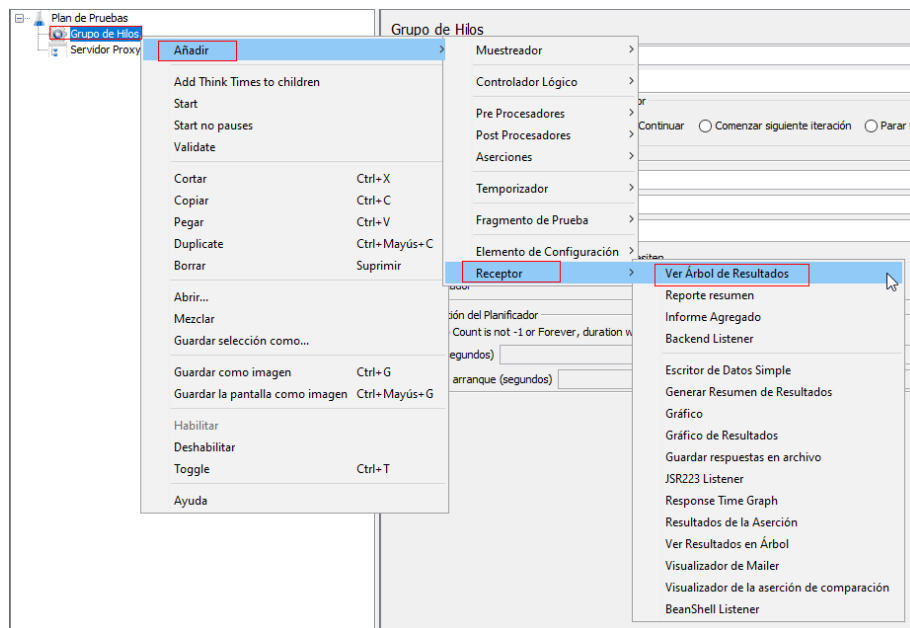 Plan de Pruebas
Grupo de Hilos
Servidor Proxy
Grupo de Hilos
Continuar Comenzar siguiente iteración Parar
Añadir
Add Think Times to children
Start
Start no pauses
Validate
Cortar Ctrl+X
Copiar Ctrl+C
Pegar Ctrl+V
Duplicate Ctrl+Mayús+C
Borrar Suprimir
Abrir...
Mezclar
Guardar selección como...
Guardar como imagen Ctrl+G
Guardar la pantalla como imagen Ctrl+Mayús+G
Habilitar
Deshabilitar
Toggle Ctrl+T
Ayuda
Muestreador
Controlador Lógico
Pre Procesadores
Post Procesadores
Aserciones
Temporizador
Fragmento de Prueba
Elemento de Configuración
Receptor
ión del Planificador
Count is not -1 or Forever, duration w
egundos)
arranque (segundos)
Ver Árbol de Resultados
Reporte resumen
Informe Agregado
Backend Listener
Escritor de Datos Simple
Generar Resumen de Resultados
Gráfico
Gráfico de Resultados
Guardar respuestas en archivo
JSR223 Listener
Response Time Graph
Resultados de la Aserción
Ver Resultados en Árbol
Visualizador de Mailer
Visualizador de la aserción de comparación
BeanShell Listener